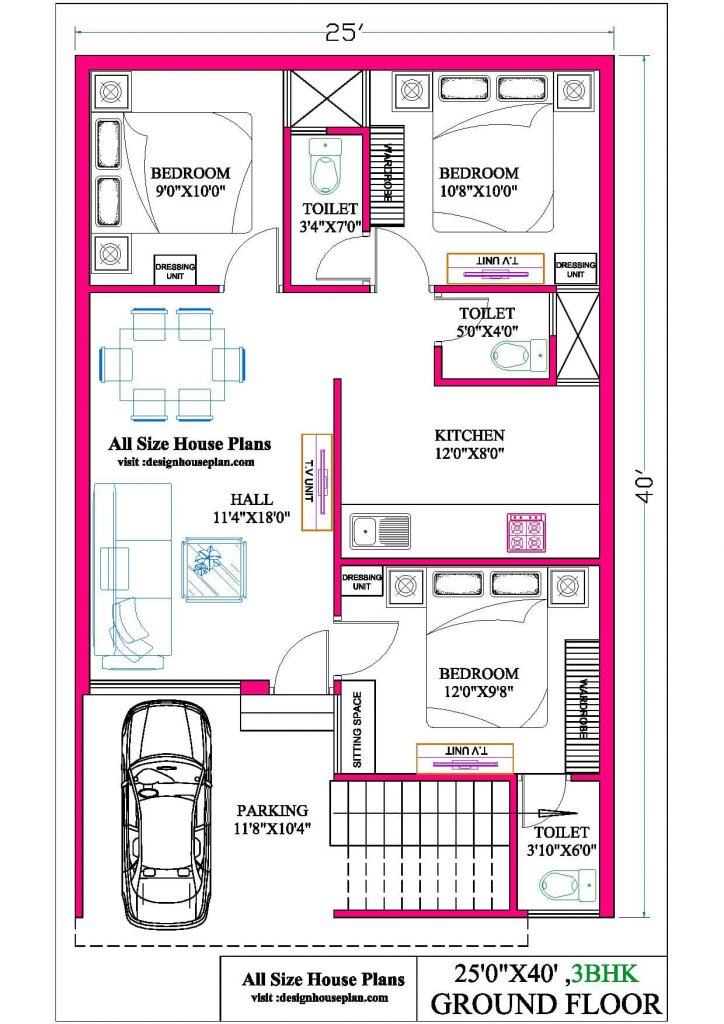 25'
BEDROOM
9'0"X10'0"
TOILET
3'4"X7'0"
WARDROBE
BEDROOM
10'8"X10'0"
DRESSING
UNIT
T.V UNIT
DRESSING
UNIT
TOILET
5'0"X4'0"
All Size House Plans
visit :designhouseplan.com
T.V UNIT
KITCHEN
12'0"X8'0"
HALL
11'4"X18'0"
40'
DRESSING
UNIT
BEDROOM
12'0"X9'8"
WARDROBE
SITTING SPACE
T.V UNIT
PARKING
11'8"X10'4"
TOILET
3'10"X6'0"
All Size House Plans
visit :designhouseplan.com
25'0"X40' ,3BHK
GROUND FLOOR